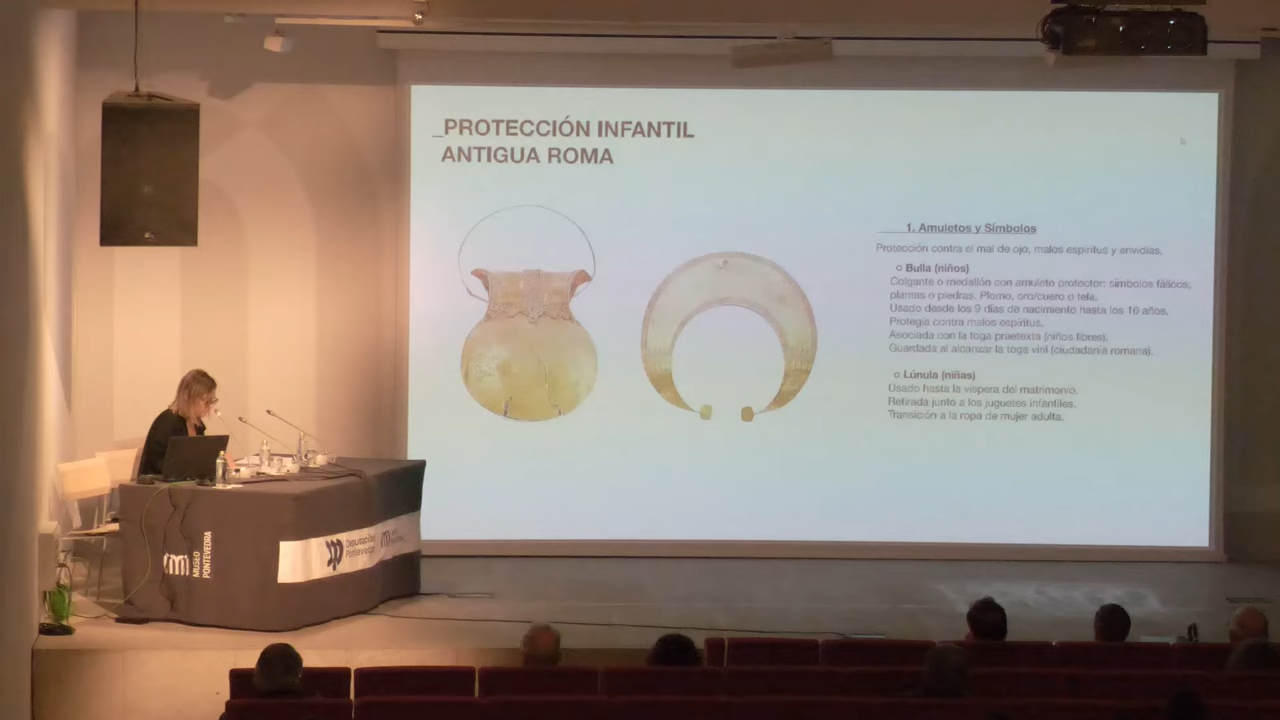 _PROTECCIÓN INFANTIL
ANTIGUA ROMA
1. Amuletos y Símbolos
Protección contra el mal de ojo, malos espíritus y envidias.
o Bulla (niños)
Colgante o medallón con amuleto protector: símbolos fálicos,
plantas o piedras. Plomo, oro/cuero o tela.
Usado desde los 9 días de nacimiento hasta los 16 años.
Protegía contra malos espíritus.
Asociada con la toga praetexta (niños libres).
Guardada al alcanzar la toga viril (ciudadanía romana).
o Lúnula (niñas)
Usado hasta la víspera del matrimonio.
Retirada junto a los juguetes infantiles.
Transición a la ropa de mujer adulta.
MUSEO
PONTEVEDRA
Deputación
Pontevedra